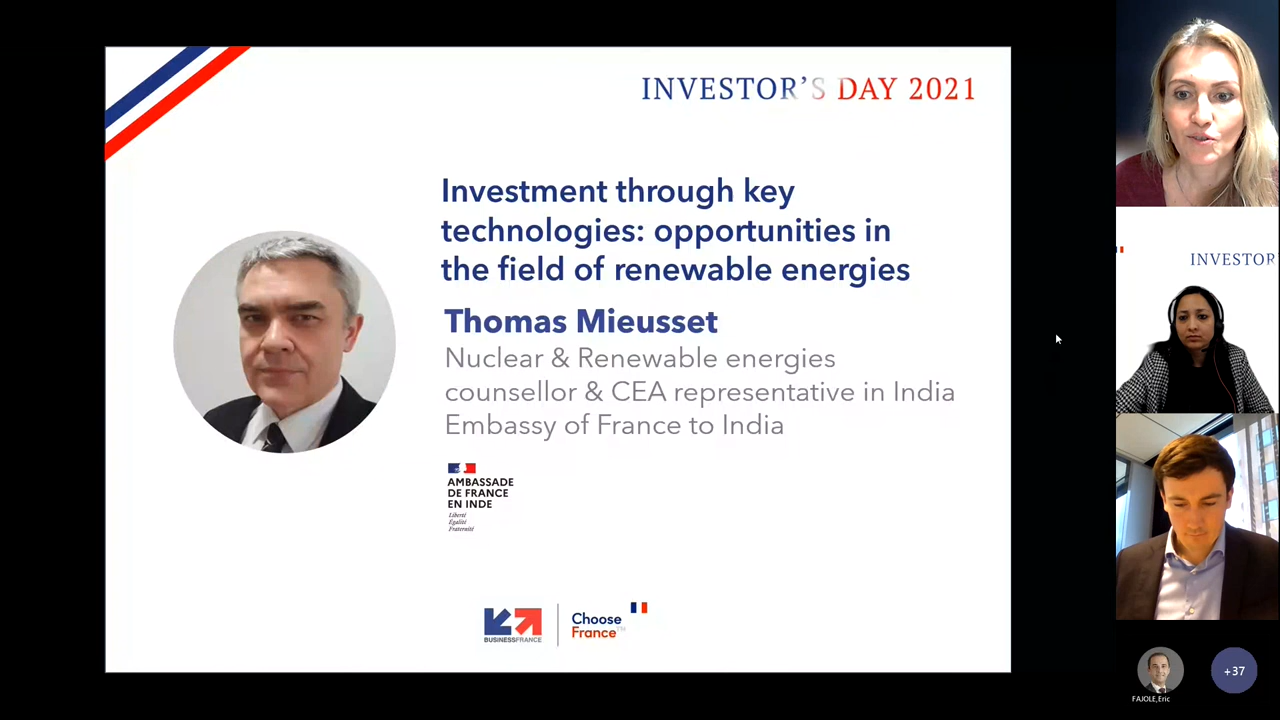 INVESTOR'S DAY 2021
Investment through key
technologies: opportunities in
the field of renewable energies
Thomas Mieusset
Nuclear & Renewable energies
counsellor & CEA representative in India
Embassy of France to India
AMBASSADE
DE FRANCE
EN INDE
Liberté
Égalité
Fraternité
BUSINESSFRANCE
Choose
France™
INVESTOR
FAJOLE,Eric
+37